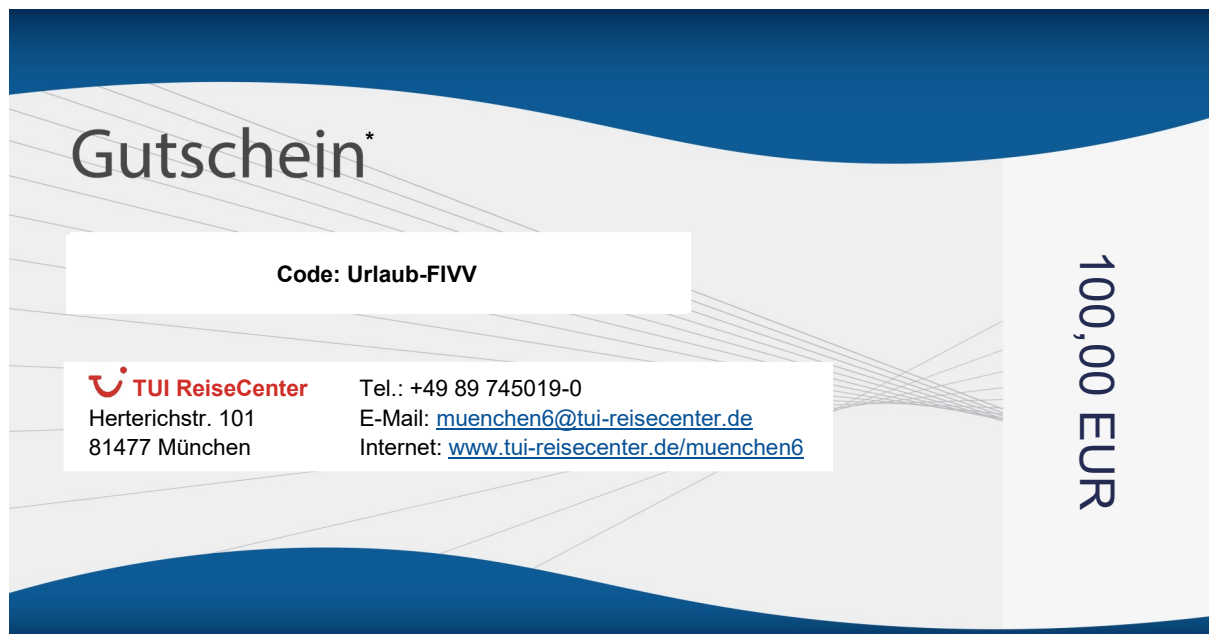 Gutschein*
Code: Urlaub-FIVV
TUI ReiseCenter
Herterichstr. 101
81477 München
Tel.: +49 89 745019-0
E-Mail: muenchen6@tui-reisecenter.de
Internet: www.tui-reisecenter.de/muenchen6
100,00 EUR